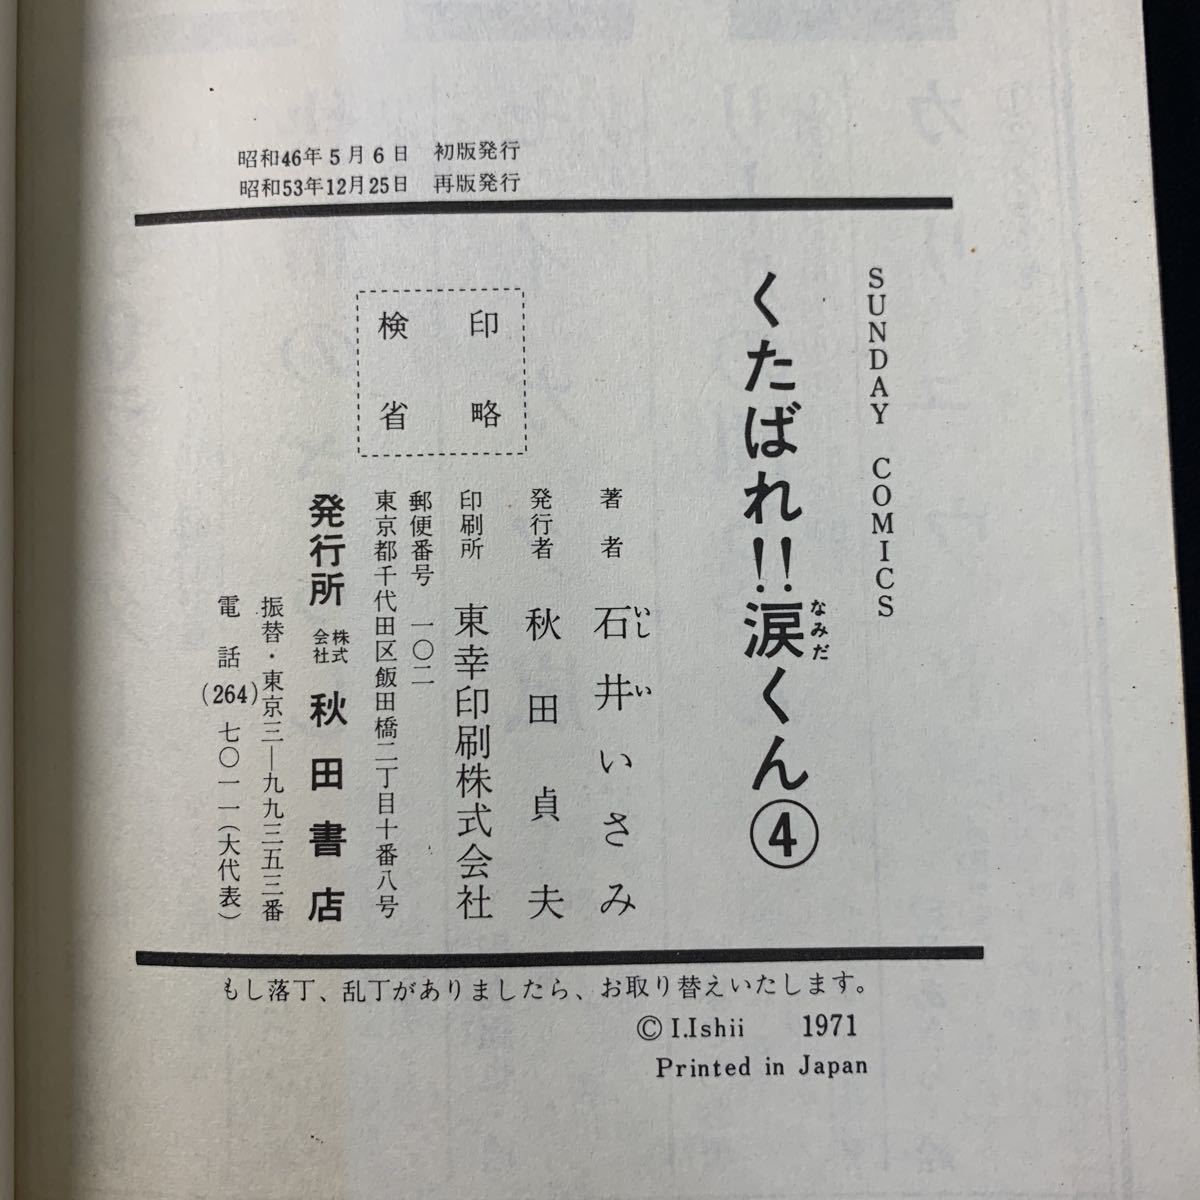 昭和46年5月6日 初版発行
昭和53年12月25日 再版発行
SUNDAY COMICS
くたばれ!!涙くん④
なみだ
著者 石井いさみ
いし い
発行者 秋田貞夫
印刷所 東幸印刷株式会社
郵便番号 一〇二
東京都千代田区飯田橋二丁目十番八号
発行所 株式会社 秋田書店
振替・東京三―九九三五三番
電話(264)七〇一一(大代表)
検印
省略
もし落丁、乱丁がありましたら、お取り替えいたします。
© I.Ishii 1971
Printed in Japan